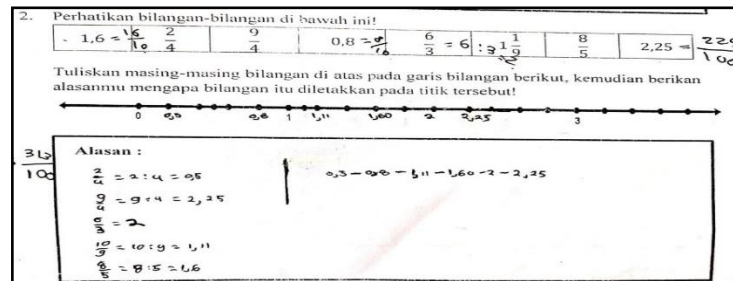 2. Perhatikan bilangan-bilangan di bawah ini!
1,6 = 16/10 2/4 9/4 0,8 = 8/10 6/3 = 6 : 3 1 1/9 8/5 2,25 = 225/100
Tuliskan masing-masing bilangan di atas pada garis bilangan berikut, kemudian berikan
alasanmu mengapa bilangan itu diletakkan pada titik tersebut!
0 0,5 0,8 1 1,11 1,60 2 2,25 3
Alasan :
2/4 = 2 : 4 = 0,5
0,5 - 0,8 - 1,11 - 1,60 - 2 - 2,25
9/4 = 9 : 4 = 2,25
6/3 = 2
10/9 = 10 : 9 = 1,11
8/5 = 8 : 5 = 1,6